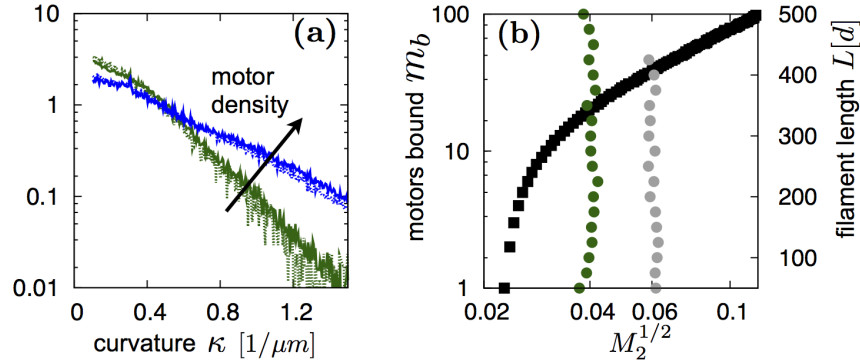 (a)
motor
density
10
1
0.1
0.01
0
0.4
0.8
1.2
curvature κ [1/μm]
(b)
motors bound m_b
100
10
1
0.02
0.04
0.06
0.1
M_2^{1/2}
500
400
300
200
100
filament length L[d]